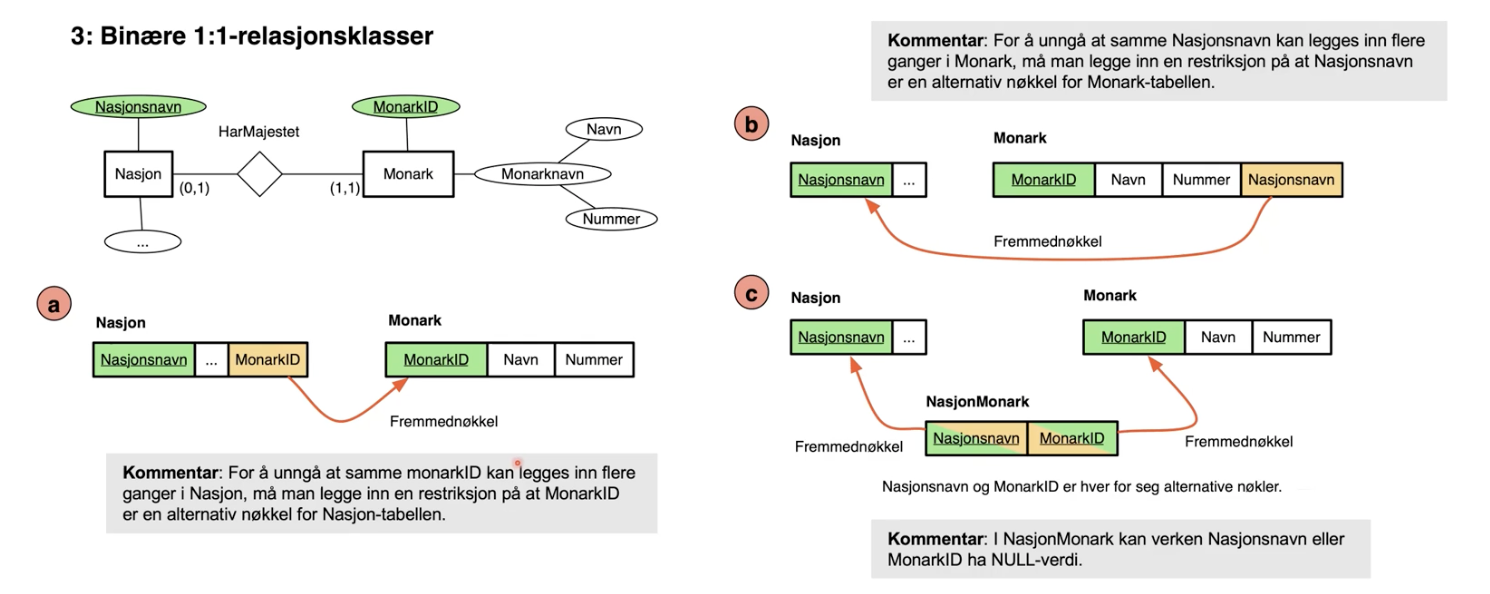 3: Binære 1:1-relasjonsklasser
Nasjonsnavn
MonarkID
HarMajestet
Navn
Nasjon
(0,1)
(1,1)
Monark
Monarknavn
Nummer
...
a
Nasjon
Nasjonsnavn ... MonarkID
Monark
MonarkID Navn Nummer
Fremmednøkkel
Kommentar: For å unngå at samme monarkID kan legges inn flere
ganger i Nasjon, må man legge inn en restriksjon på at MonarkID
er en alternativ nøkkel for Nasjon-tabellen.
Kommentar: For å unngå at samme Nasjonsnavn kan legges inn flere
ganger i Monark, må man legge inn en restriksjon på at Nasjonsnavn
er en alternativ nøkkel for Monark-tabellen.
b
Nasjon
Nasjonsnavn ...
Monark
MonarkID Navn Nummer Nasjonsnavn
Fremmednøkkel
c
Nasjon
Nasjonsnavn ...
Monark
MonarkID Navn Nummer
NasjonMonark
Nasjonsnavn MonarkID
Fremmednøkkel
Fremmednøkkel
Nasjonsnavn og MonarkID er hver for seg alternative nøkler.
Kommentar: I NasjonMonark kan verken Nasjonsnavn eller
MonarkID ha NULL-verdi.